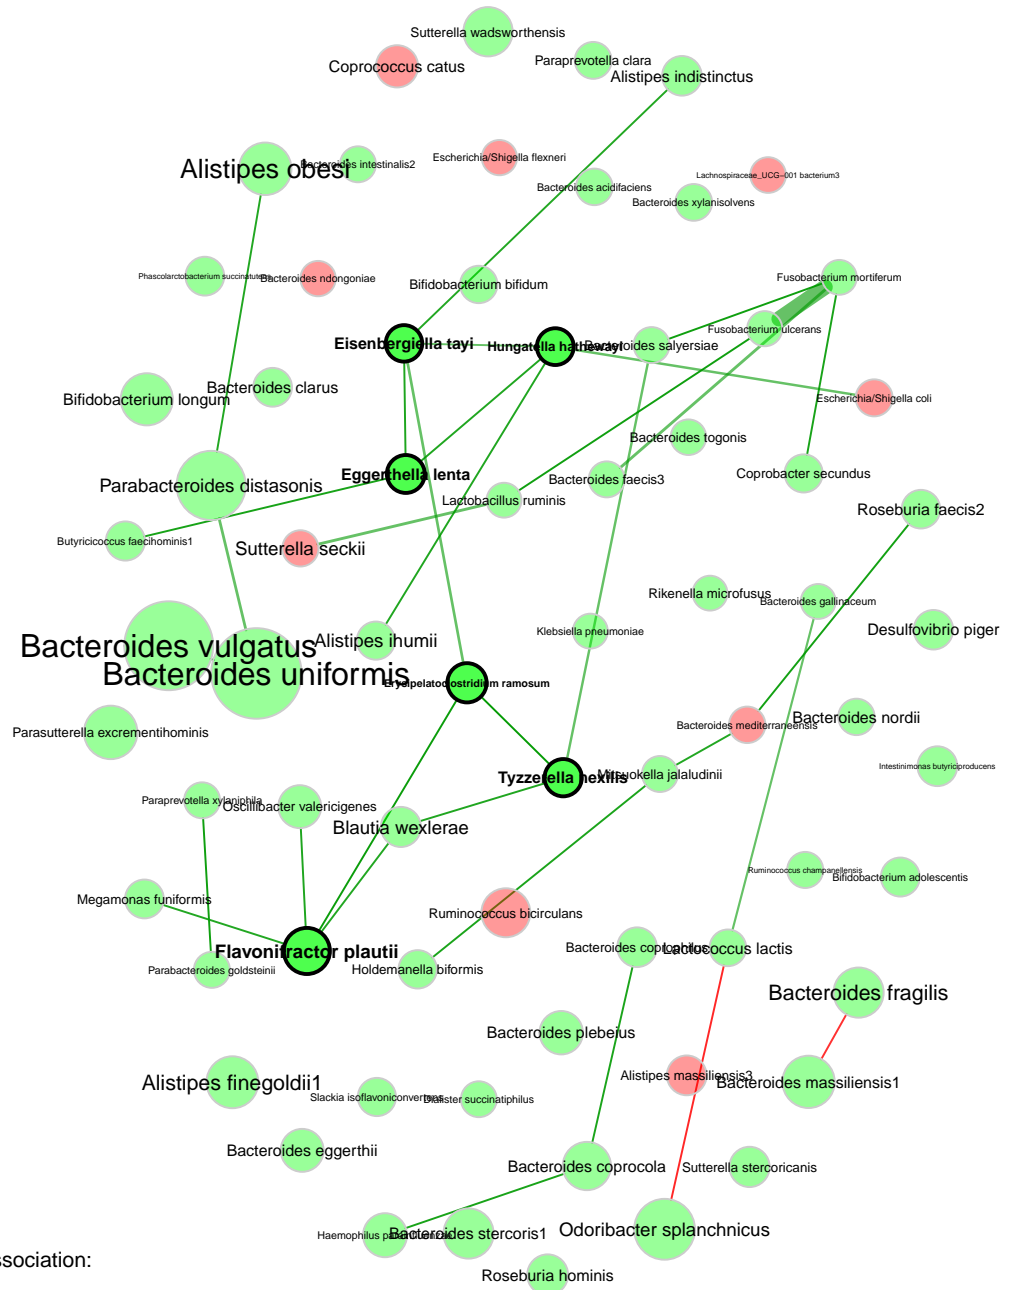 Sutterella wadsworthensis
Paraprevotella clara
Coprococcus catus
Alistipes indistinctus
Escherichia/Shigella flexneri
Bacteroides intestinalis2
Alistipes obesi
Lachnospiraceae_UCG−001 bacterium3
Bacteroides acidifaciens
Bacteroides xylanisolvens
Bacteroides ndongoniae
Fusobacterium mortiferum
Bifidobacterium bifidum
Fusobacterium ulcerans
Eisenbergiella tayi
Hungatella hathewayi
Bacteroides salyersiae
Bacteroides clarus
Bifidobacterium longum
Escherichia/Shigella coli
Bacteroides togonis
Eggerthella lenta
Coprobacter secundus
Bacteroides faecis3
Parabacteroides distasonis
Lactobacillus ruminis
Roseburia faecis2
Butyricicoccus faecihominis1
Sutterella seckii
Rikenella microfusus
Bacteroides gallinaceum
Klebsiella pneumoniae
Desulfovibrio piger
Alistipes ihumii
Bacteroides vulgatus
Bacteroides uniformis
Erysipelatoclostridium ramosum
Bacteroides nordii
Bacteroides mediterraneensis
Parasutterella excrementihominis
Intestinimonas butyriciproducens
Mitsuokella jalaludinii
Tyzzerella nexilis
Paraprevotella xylaniphila
Oscillibacter valericigenes
Blautia wexlerae
Ruminococcus champanellensis
Bifidobacterium adolescentis
Megamonas funiformis
Ruminococcus bicirculans
Bacteroides coprophilus
Lactococcus lactis
Flavonifractor plautii
Parabacteroides goldsteinii
Holdemanella biformis
Bacteroides fragilis
Bacteroides plebeius
Alistipes massiliensis3
Bacteroides massiliensis1
Alistipes finegoldii1
Slackia isoflavoniconvertens
Dialister succinatiphilus
Bacteroides eggerthii
Bacteroides coprocola
Sutterella stercoricanis
Odoribacter splanchnicus
Haemophilus
Bacteroides stercoris1
ssociation:
Roseburia hominis
Phascolarctobacterium